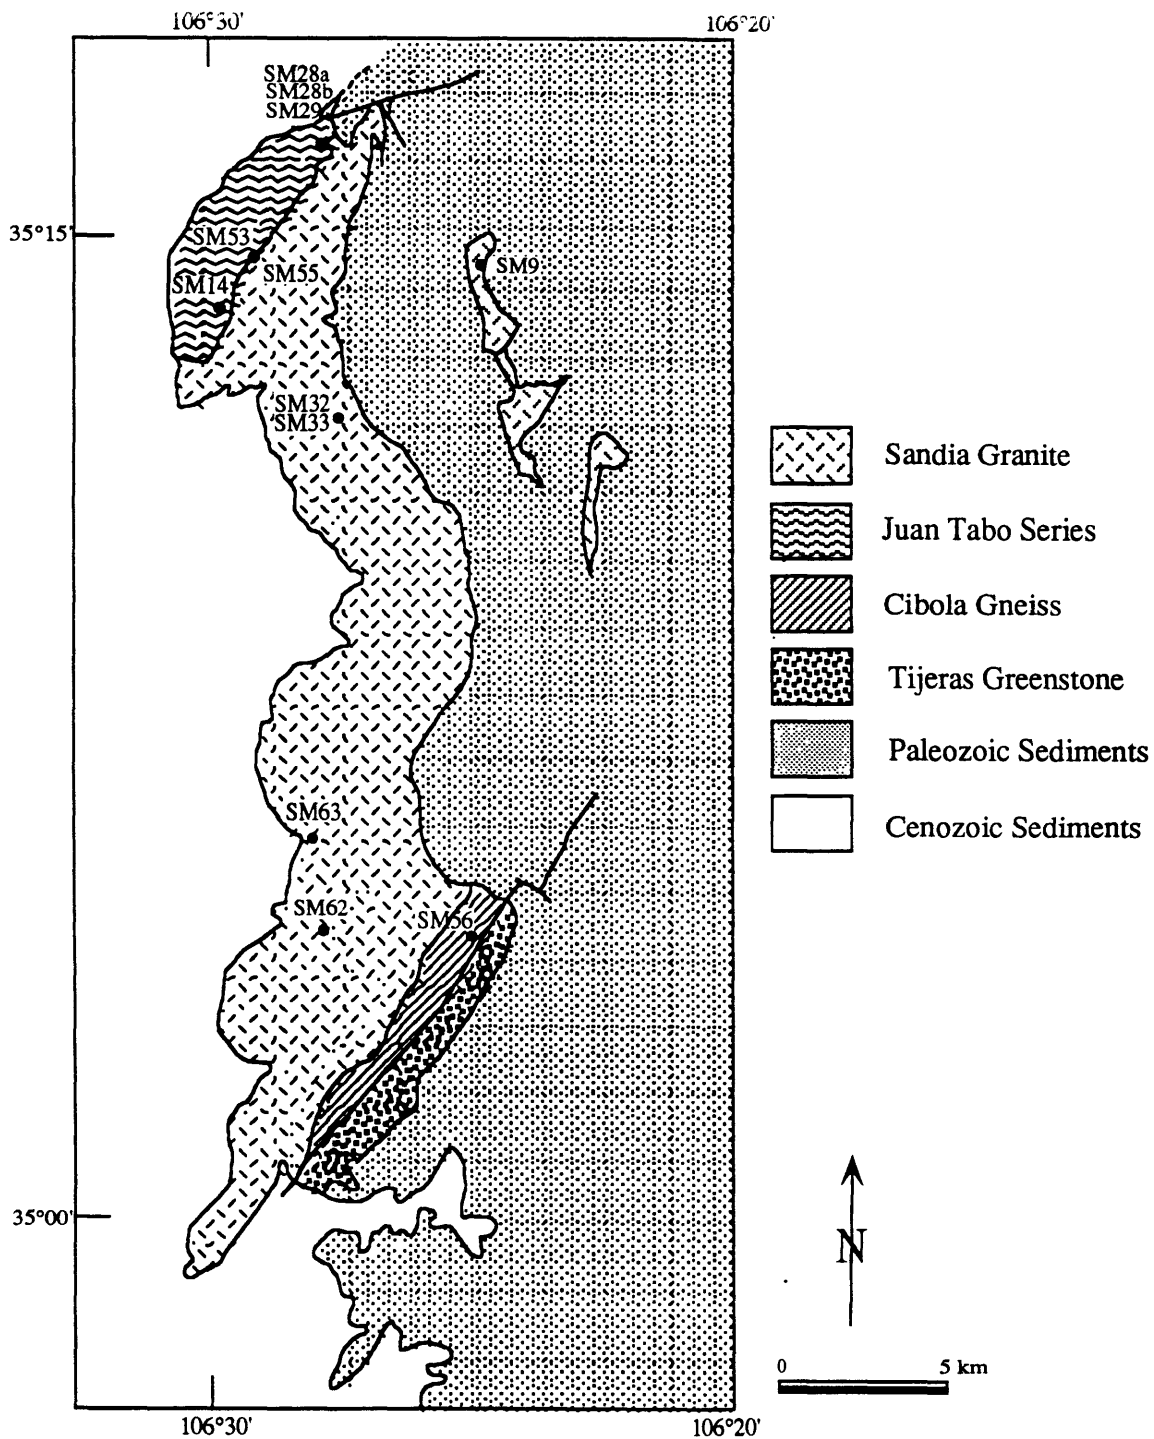 106°30'
106°20'
SM28a
SM28b
SM29
35°15'
SM53
SM55
SM14
SM9
SM32
SM33
Sandia Granite
Juan Tabo Series
Cibola Gneiss
Tijeras Greenstone
Paleozoic Sediments
Cenozoic Sediments
SM63
SM62
SM56
35°00'
N
0 5 km
106°30'
106°20'